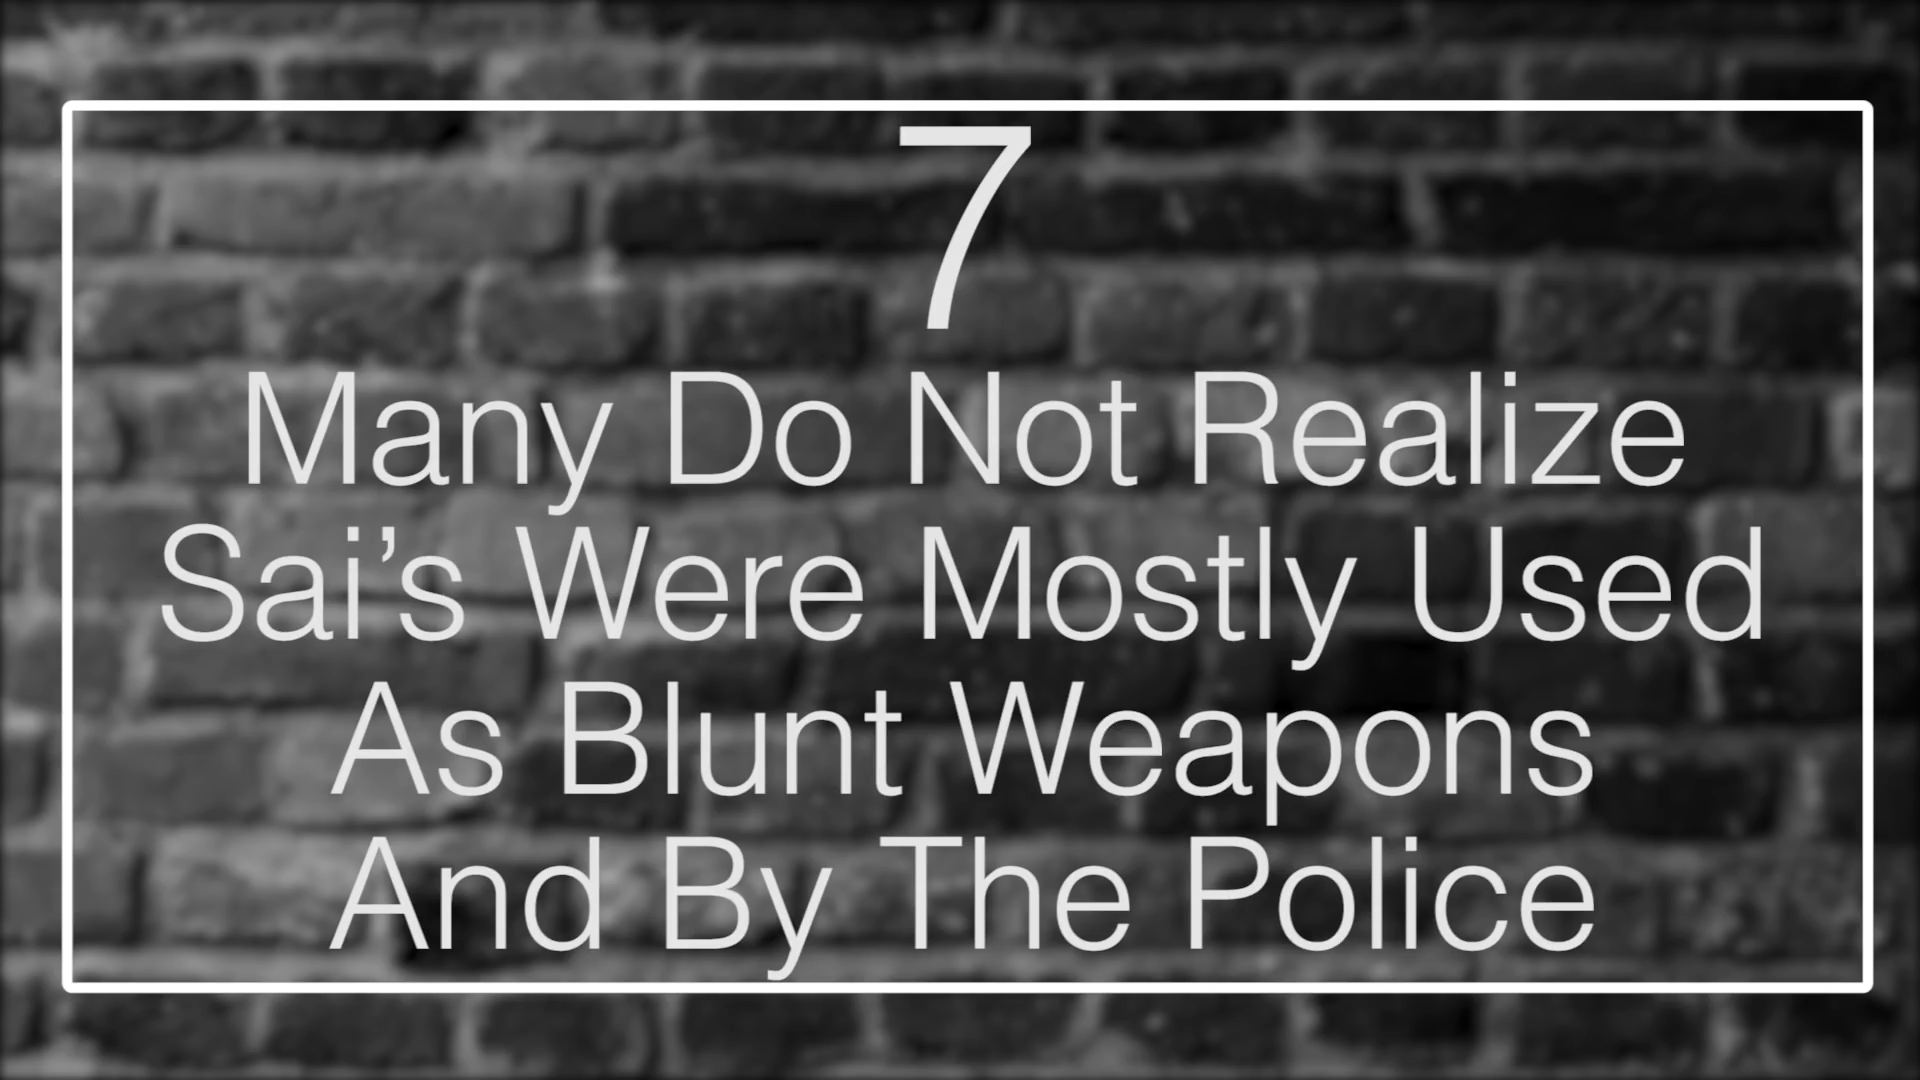 7
Many Do Not Realize
Sai’s Were Mostly Used
As Blunt Weapons
And By The Police